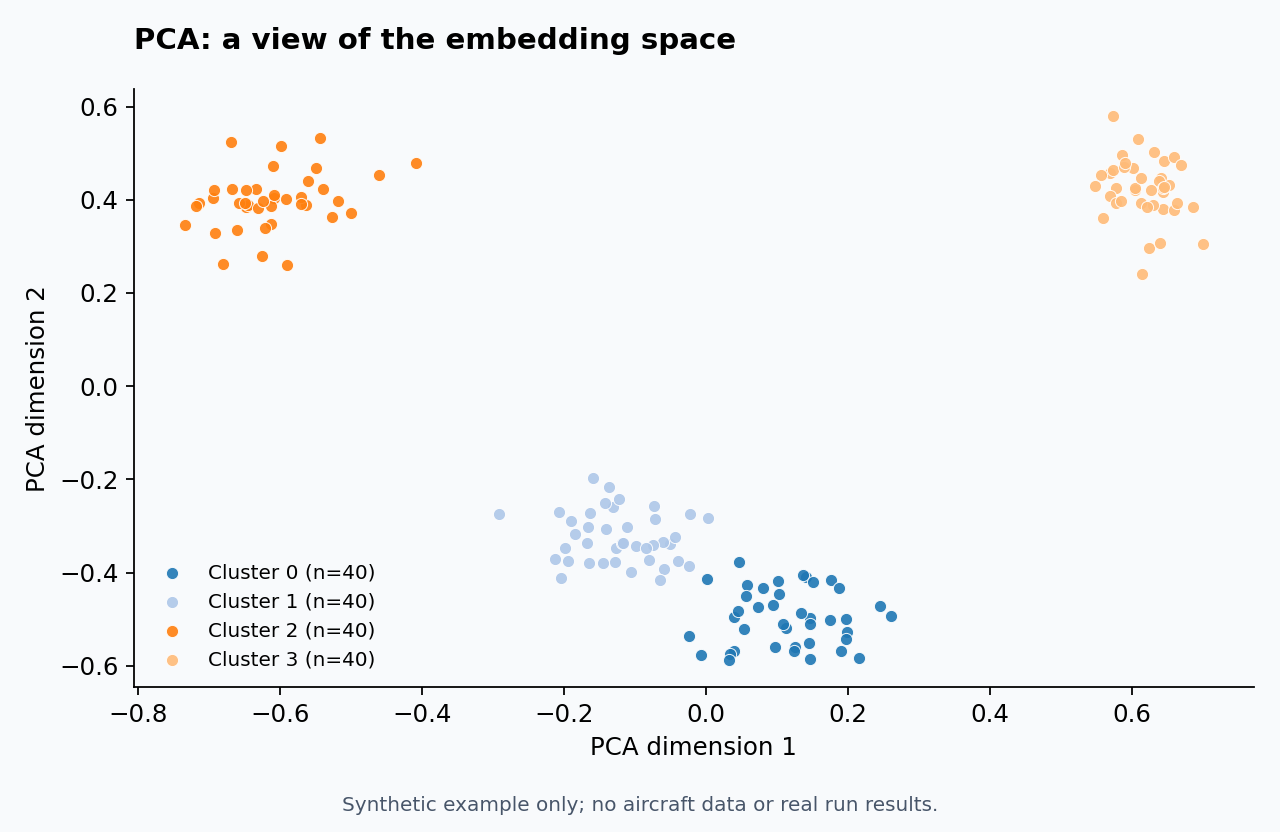 PCA: a view of the embedding space
0.6
0.4
0.2
0.0
−0.2
−0.4
−0.6
PCA dimension 2
Cluster 0 (n=40)
Cluster 1 (n=40)
Cluster 2 (n=40)
Cluster 3 (n=40)
−0.8 −0.6 −0.4 −0.2 0.0 0.2 0.4 0.6
PCA dimension 1
Synthetic example only; no aircraft data or real run results.